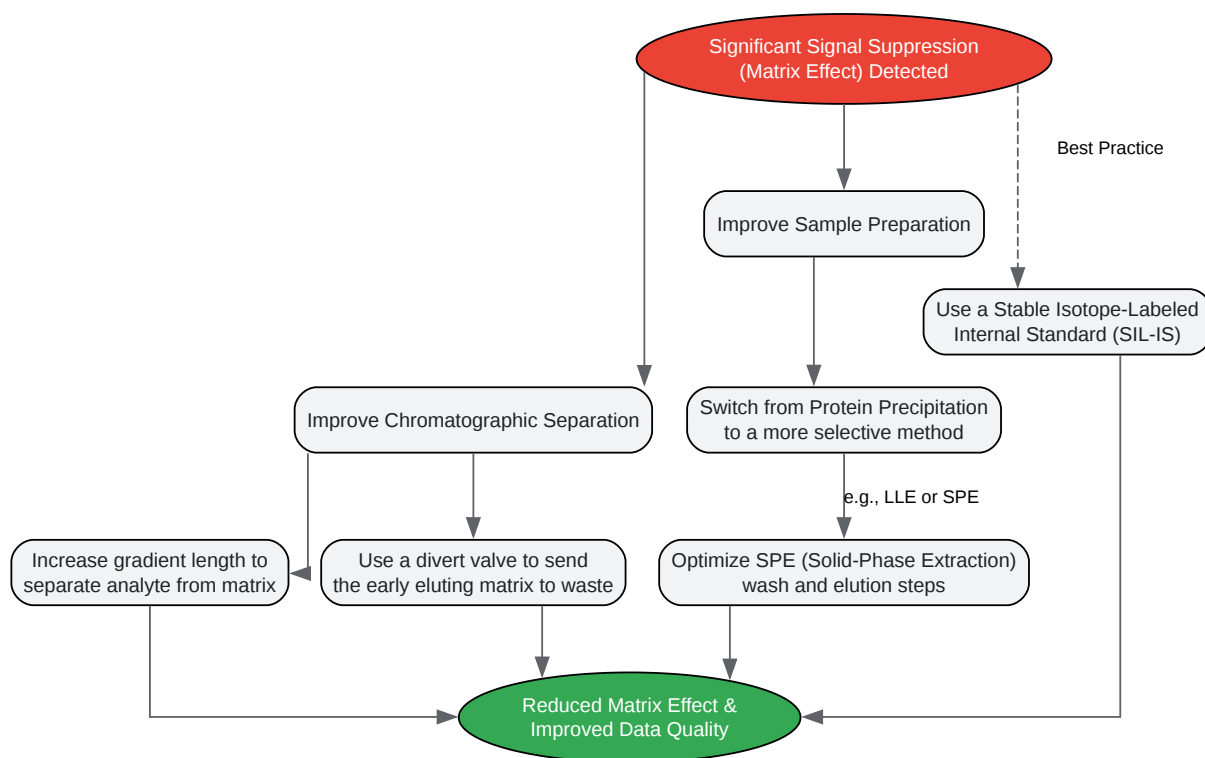 Significant Signal Suppression
(Matrix Effect) Detected
Best Practice
Improve Sample Preparation
Use a Stable Isotope-Labeled
Internal Standard (SIL-IS)
Improve Chromatographic Separation
Switch from Protein Precipitation
to a more selective method
e.g., LLE or SPE
Increase gradient length to
separate analyte from matrix
Use a divert valve to send
the early eluting matrix to waste
Optimize SPE (Solid-Phase Extraction)
wash and elution steps
Reduced Matrix Effect &
Improved Data Quality